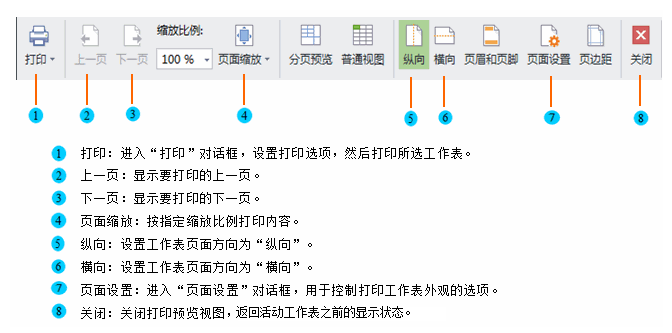 缩放比例:
打印 上一页 下一页 100 % 页面缩放 分页预览 普通视图 纵向 横向 页眉和页脚 页面设置 页边距 关闭
1 2 3 4 5 6 7 8
1 打印：进入“打印”对话框，设置打印选项，然后打印所选工作表。
2 上一页：显示要打印的上一页。
3 下一页：显示要打印的下一页。
4 页面缩放：按指定缩放比例打印内容。
5 纵向：设置工作表页面方向为“纵向”。
6 横向：设置工作表页面方向为“横向”。
7 页面设置：进入“页面设置”对话框，用于控制打印工作表外观的选项。
8 关闭：关闭打印预览视图，返回活动工作表之前的显示状态。